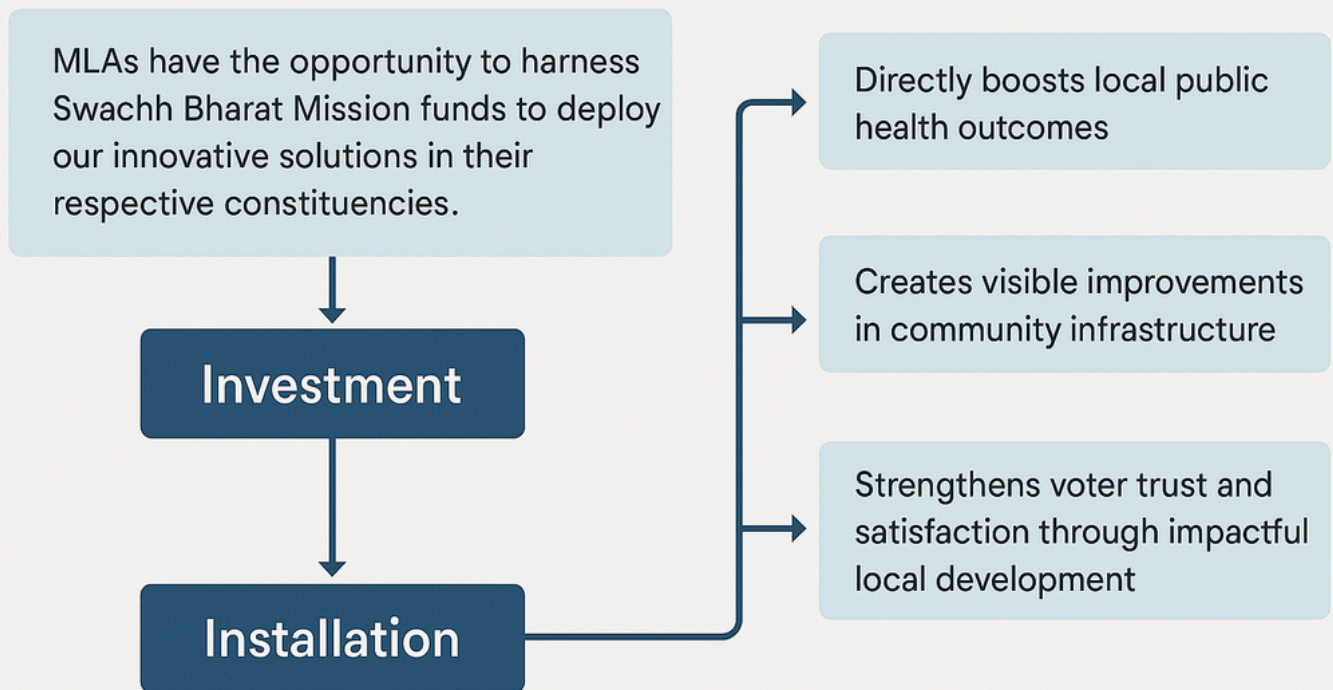 MLAs have the opportunity to harness
Swachh Bharat Mission funds to deploy
our innovative solutions in their
respective constituencies.
Investment
Installation
Directly boosts local public
health outcomes
Creates visible improvements
in community infrastructure
Strengthens voter trust and
satisfaction through impactful
local development